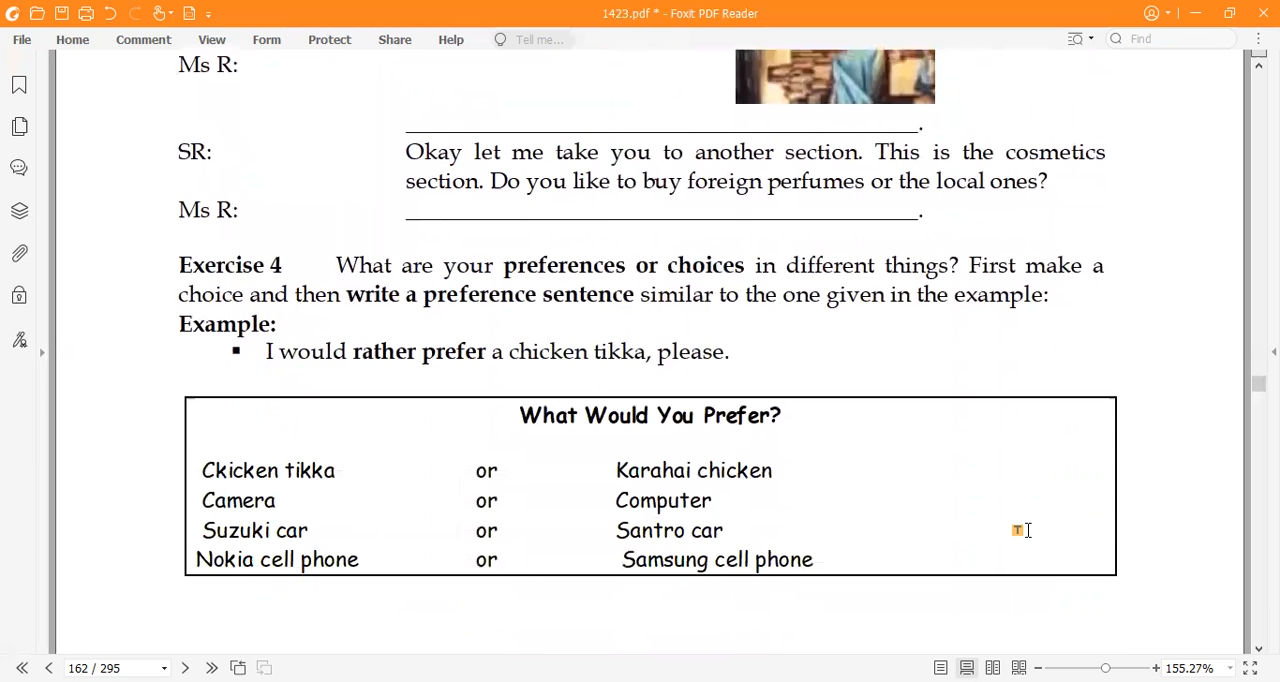 1423.pdf * - Foxit PDF Reader
File Home Comment View Form Protect Share Help Tell me... Find
Ms R:
.
SR: Okay let me take you to another section. This is the cosmetics
section. Do you like to buy foreign perfumes or the local ones?
Ms R: .
Exercise 4 What are your preferences or choices in different things? First make a
choice and then write a preference sentence similar to the one given in the example:
Example:
▪ I would rather prefer a chicken tikka, please.
What Would You Prefer?
Ckicken tikka or Karahai chicken
Camera or Computer
Suzuki car or Santro car
T
Nokia cell phone or Samsung cell phone
162 / 295 155.27%